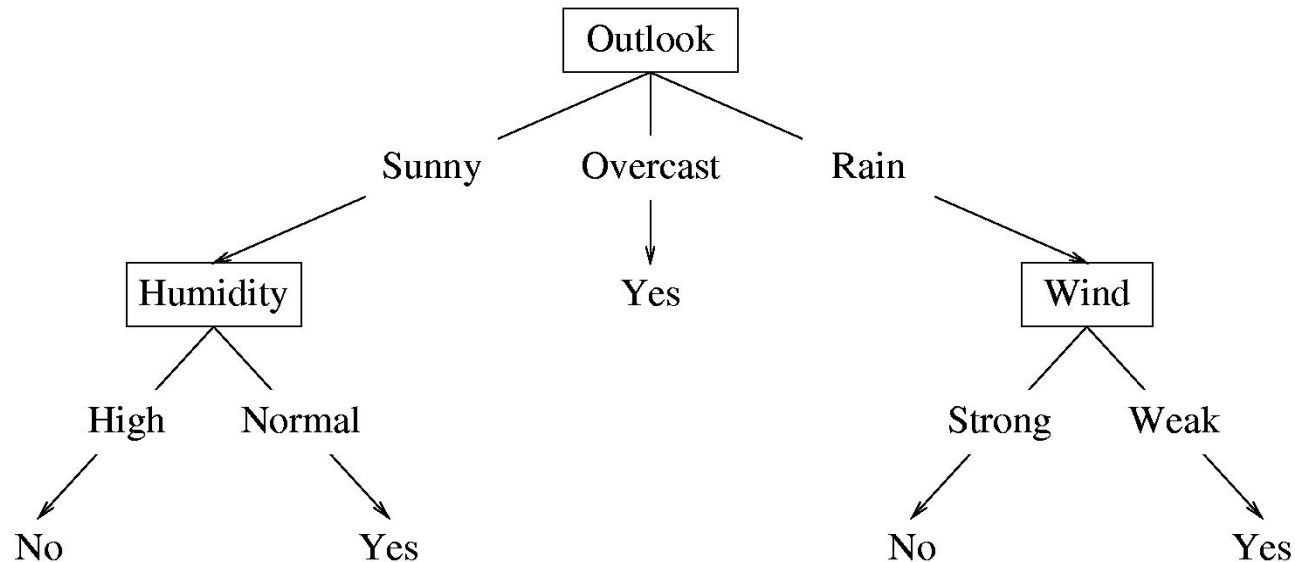 Outlook
Sunny Overcast Rain
Humidity Yes Wind
High Normal Strong Weak
No Yes No Yes